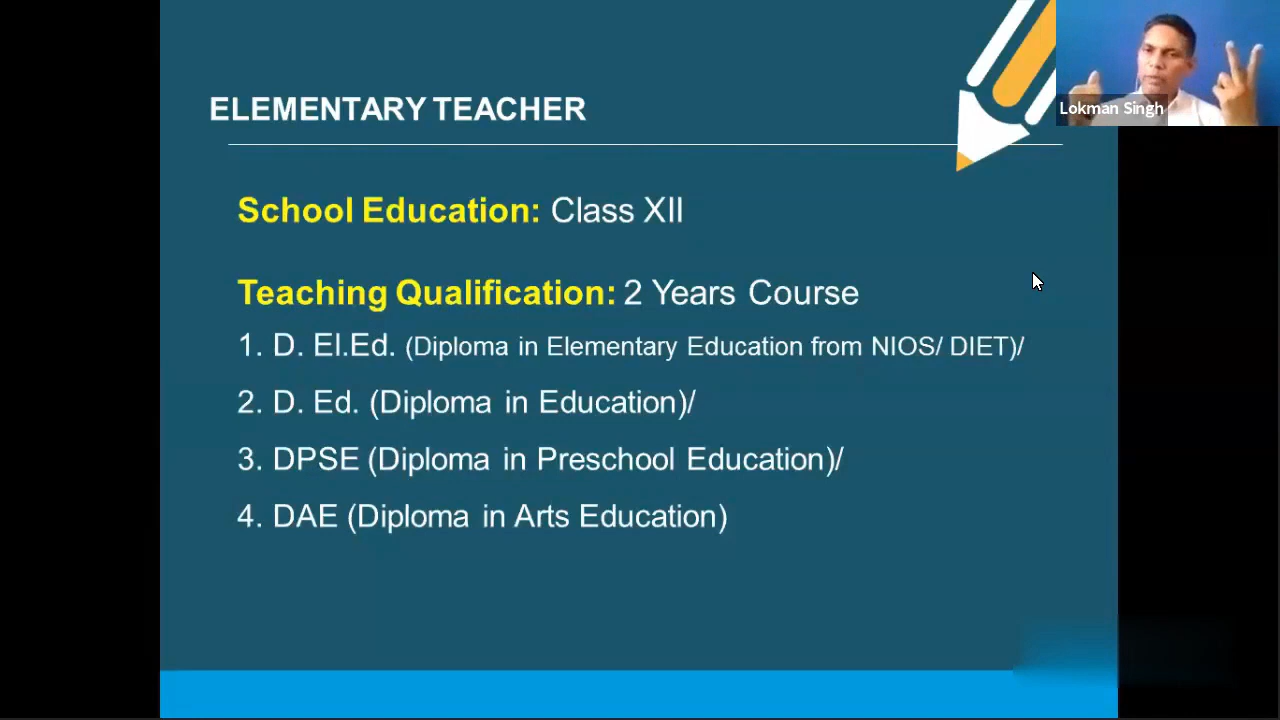 ELEMENTARY TEACHER
Lokman Singh
School Education: Class XII
Teaching Qualification: 2 Years Course
1. D. El.Ed. (Diploma in Elementary Education from NIOS/ DIET)/
2. D. Ed. (Diploma in Education)/
3. DPSE (Diploma in Preschool Education)/
4. DAE (Diploma in Arts Education)